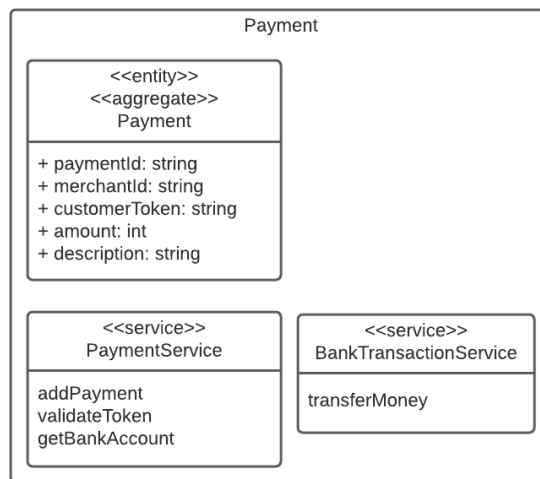 Payment
<<entity>>
<<aggregate>>
Payment
+ paymentId: string
+ merchantId: string
+ customerToken: string
+ amount: int
+ description: string
<<service>>
PaymentService
addPayment
validateToken
getBankAccount
<<service>>
BankTransactionService
transferMoney